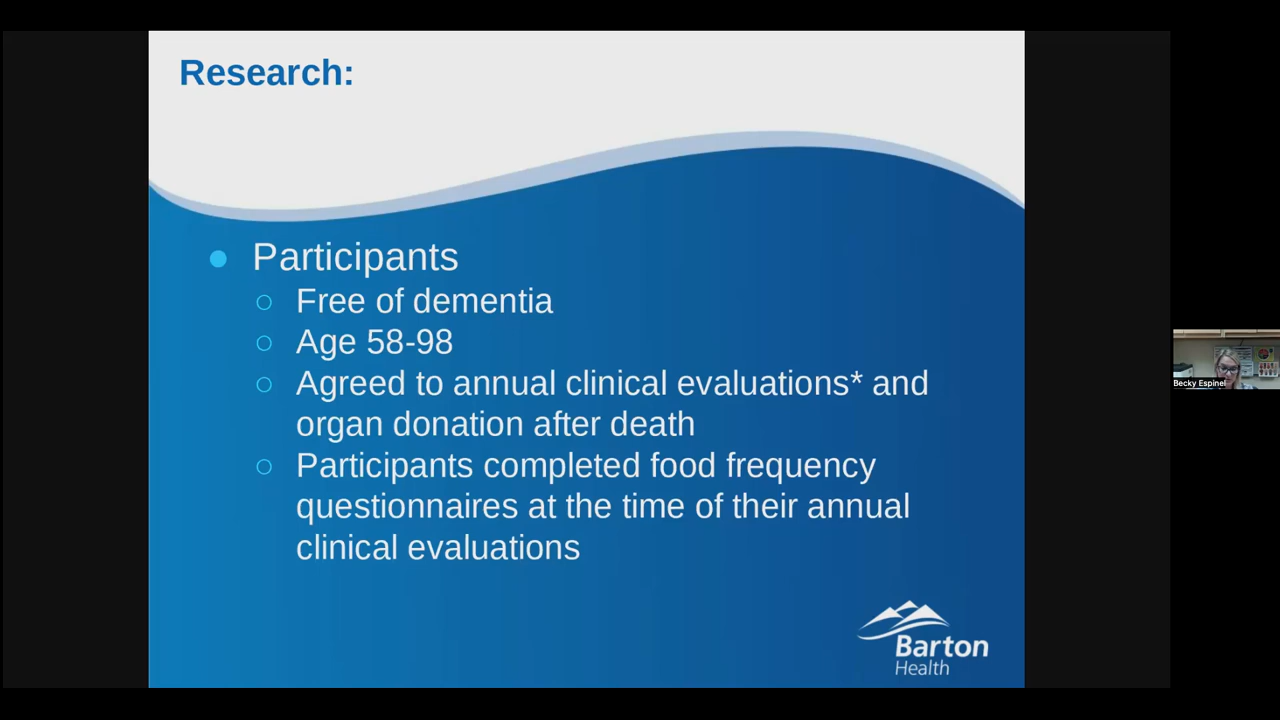 Research:
Participants
Free of dementia
Age 58-98
Agreed to annual clinical evaluations* and
organ donation after death
Participants completed food frequency
questionnaires at the time of their annual
clinical evaluations
Barton
Health
Becky Espinel